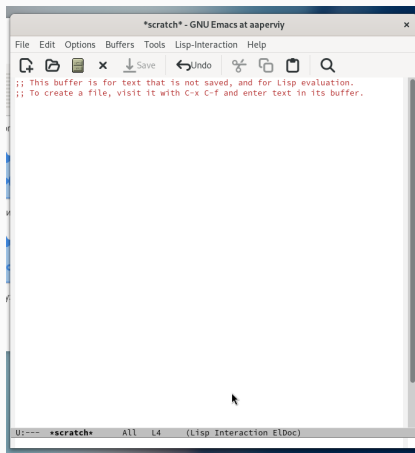 *scratch* - GNU Emacs at aaperviy ×
File Edit Options Buffers Tools Lisp-Interaction Help
Save Undo
;; This buffer is for text that is not saved, and for Lisp evaluation.
;; To create a file, visit it with C-x C-f and enter text in its buffer.
U:--- *scratch* All L4 (Lisp Interaction ElDoc)